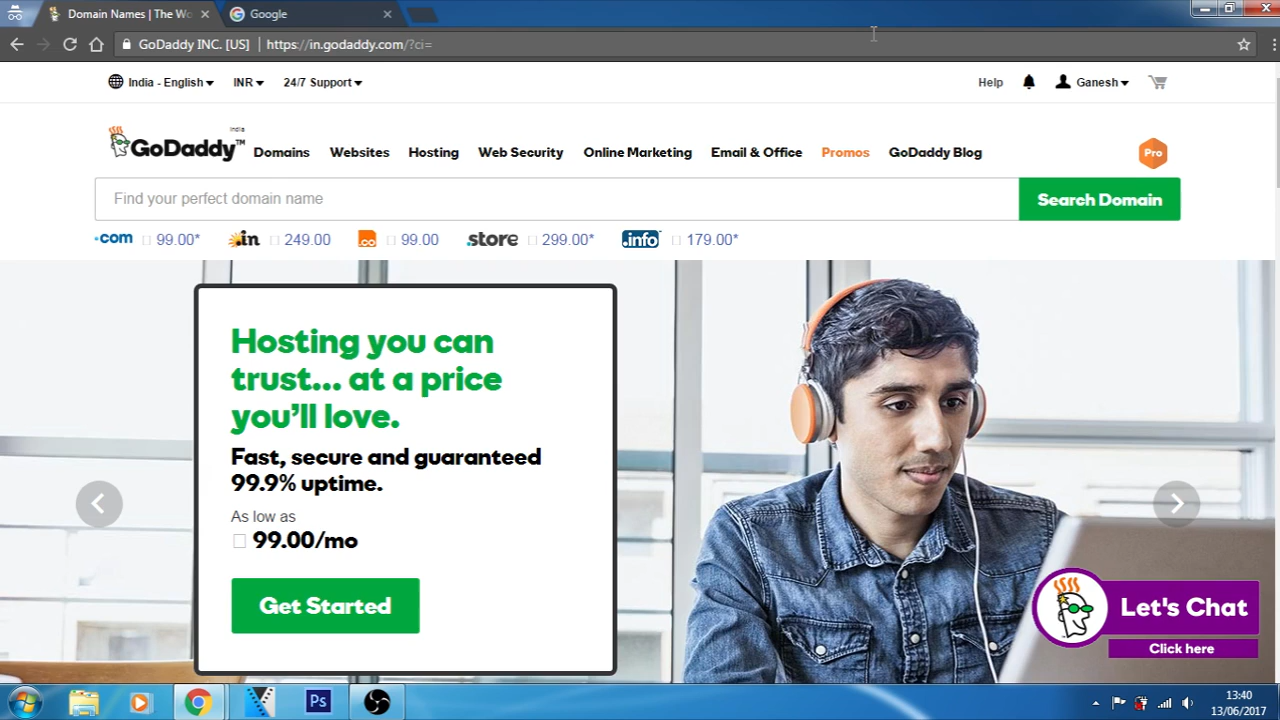 Domain Names | The Wo
Google
GoDaddy INC. [US]
https://in.godaddy.com/?ci=
India - English
INR
24/7 Support
Help
Ganesh
India
GoDaddy™
Domains
Websites
Hosting
Web Security
Online Marketing
Email & Office
Promos
GoDaddy Blog
Pro
Find your perfect domain name
Search Domain
.com 99.00*
.in 249.00
.co 99.00
.store 299.00*
.info 179.00*
Hosting you can
trust... at a price
you'll love.
Fast, secure and guaranteed
99.9% uptime.
As low as
99.00/mo
Get Started
Let's Chat
Click here
Ps
13:40
13/06/2017